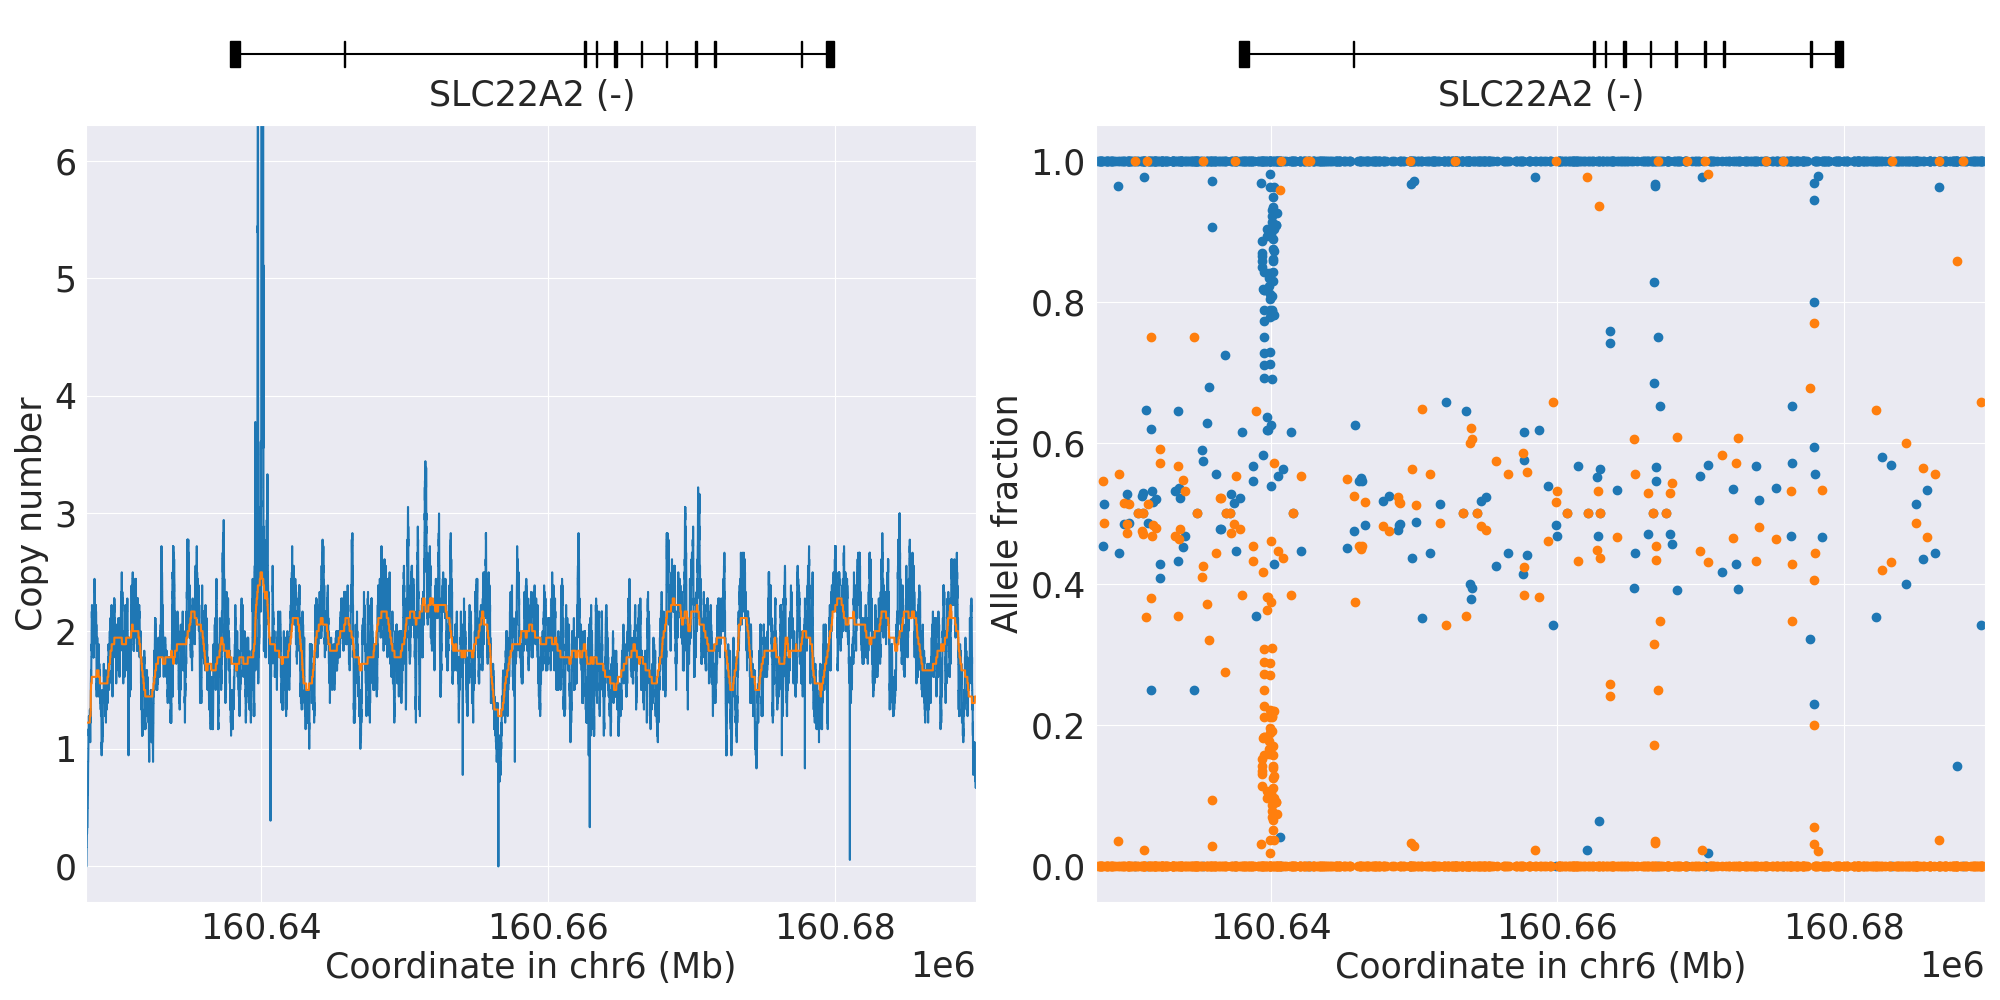 SLC22A2 (-)
6
5
4
3
2
1
0
Copy number
160.64
160.66
160.68
Coordinate in chr6 (Mb)
1e6
SLC22A2 (-)
1.0
0.8
0.6
0.4
0.2
0.0
Allele fraction
160.64
160.66
160.68
Coordinate in chr6 (Mb)
1e6